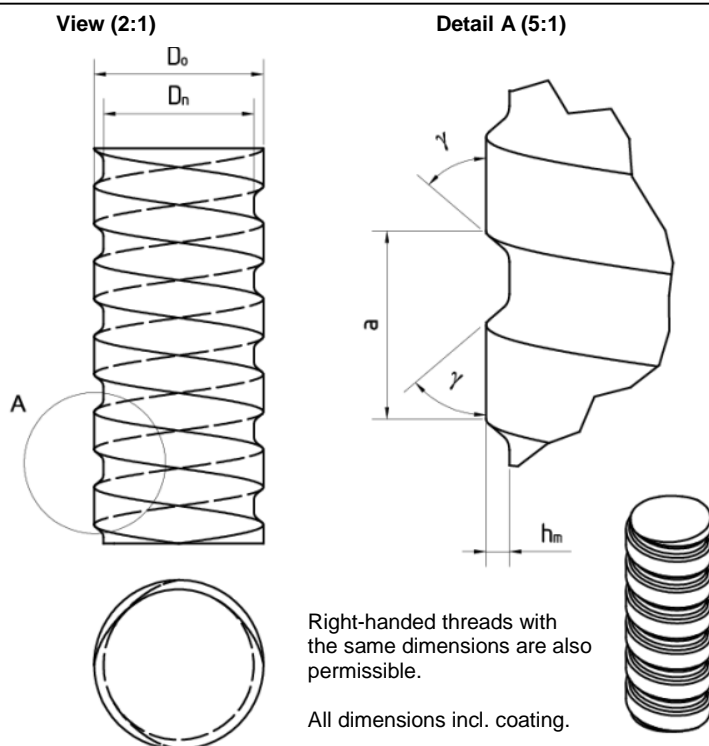 View (2:1)
Detail A (5:1)
Dₒ
Dₙ
γ
a
A
γ
hₘ
Right-handed threads with
the same dimensions are also
permissible.
All dimensions incl. coating.